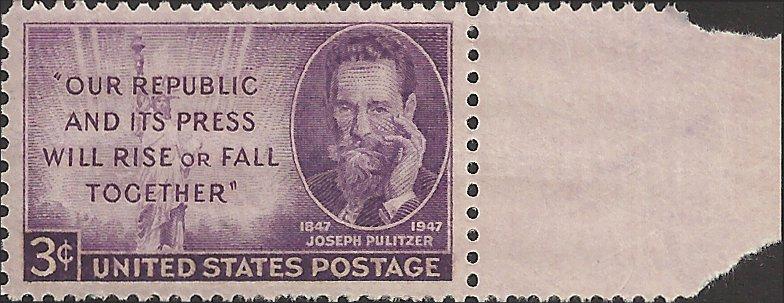 "OUR REPUBLIC
AND ITS PRESS
WILL RISE OR FALL
TOGETHER"
1847 1947
JOSEPH PULITZER
3¢ UNITED STATES POSTAGE